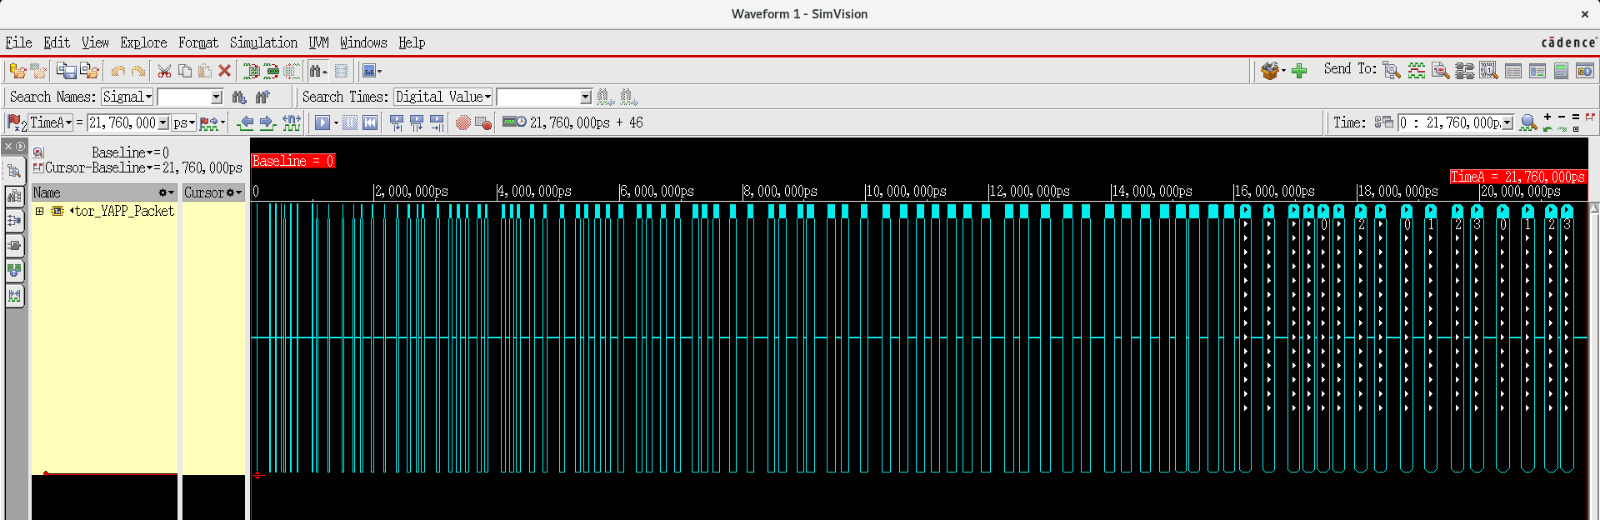 Waveform 1 - SimVision
×
File Edit View Explore Format Simulation UVM Windows Help
cādence
Send To:
Search Names: Signal
Search Times: Digital Value
TimeA = 21,760,000 ps
21,760,000ps + 46
Time: 0 : 21,760,000p
Baseline=0
Cursor-Baseline=21,760,000ps
Baseline = 0
TimeA = 21,760,000ps
Name Cursor
0 2,000,000ps 4,000,000ps 6,000,000ps 8,000,000ps 10,000,000ps 12,000,000ps 14,000,000ps 16,000,000ps 18,000,000ps 20,000,000ps
tor_YAPP_Packet
0 2 0 1 2 3 0 1 2 3